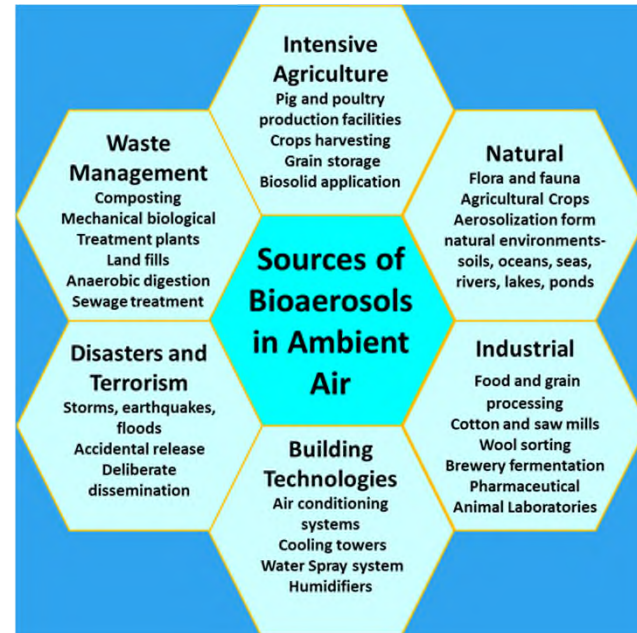 Intensive
Agriculture
Pig and poultry
production facilities
Crops harvesting
Grain storage
Biosolid application
Waste
Management
Composting
Mechanical biological
Treatment plants
Land fills
Anaerobic digestion
Sewage treatment
Natural
Flora and fauna
Agricultural Crops
Aerosolization form
natural environments-
soils, oceans, seas,
rivers, lakes, ponds
Sources of
Bioaerosols
in Ambient
Air
Disasters and
Terrorism
Storms, earthquakes,
floods
Accidental release
Deliberate
dissemination
Industrial
Food and grain
processing
Cotton and saw mills
Wool sorting
Brewery fermentation
Pharmaceutical
Animal Laboratories
Building
Technologies
Air conditioning
systems
Cooling towers
Water Spray system
Humidifiers